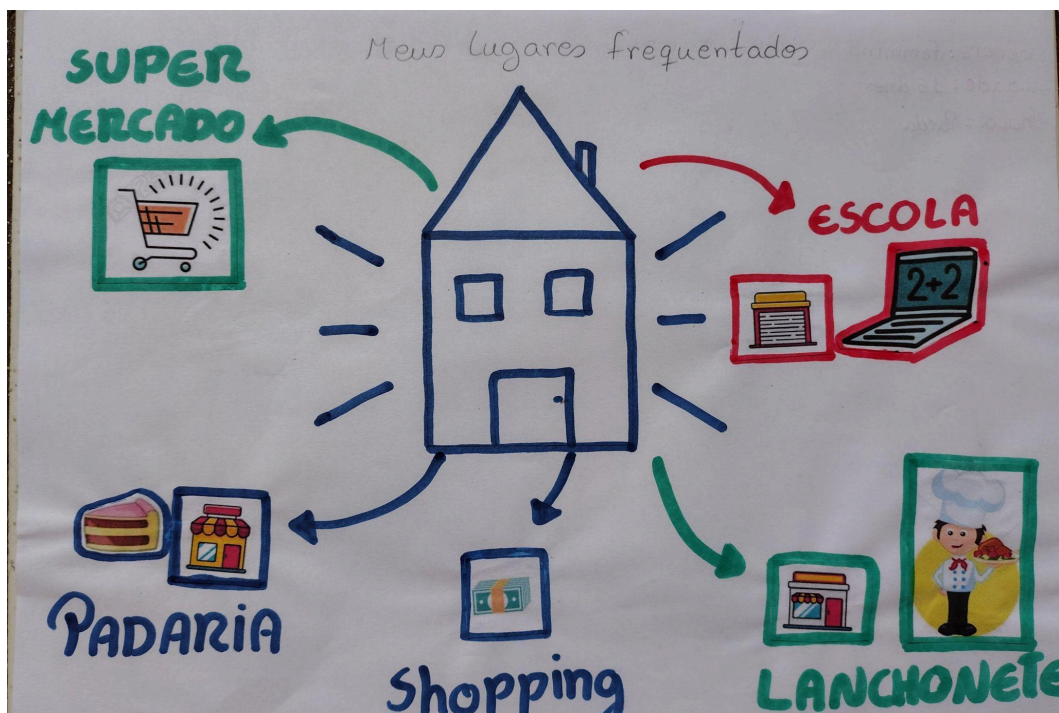 Meus lugares frequentados
SUPER
MERCADO
ESCOLA
2+2
PADARIA
Shopping
LANCHONETE